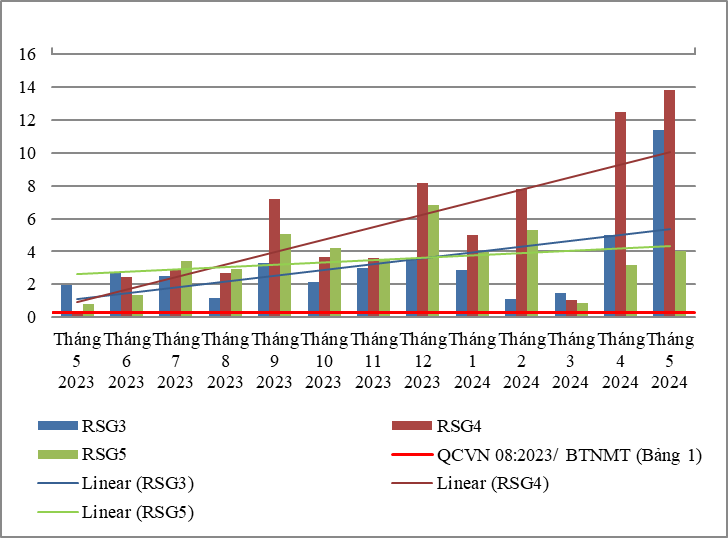 16
14
12
10
8
6
4
2
0
Tháng 5 2023
Tháng 6 2023
Tháng 7 2023
Tháng 8 2023
Tháng 9 2023
Tháng 10 2023
Tháng 11 2023
Tháng 12 2023
Tháng 1 2024
Tháng 2 2024
Tháng 3 2024
Tháng 4 2024
Tháng 5 2024
RSG3
RSG4
RSG5
QCVN 08:2023/ BTNMT (Bảng 1)
Linear (RSG3)
Linear (RSG4)
Linear (RSG5)